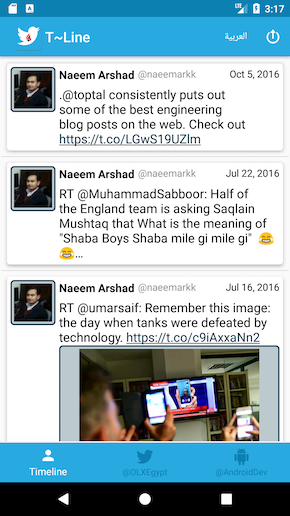 3:17
T~Line
العربية
Naeem Arshad @naeemarkk Oct 5, 2016
.@toptal consistently puts out
some of the best engineering
blog posts on the web. Check out
https://t.co/LGwS19UZlm
Naeem Arshad @naeemarkk Jul 22, 2016
RT @MuhammadSabboor: Half of
the England team is asking Saqlain
Mushtaq that What is the meaning of
"Shaba Boys Shaba mile gi mile gi" 😂
😂…
Naeem Arshad @naeemarkk Jul 16, 2016
RT @umarsaif: Remember this image:
the day when tanks were defeated by
technology. https://t.co/c9iAxxaNn2
Timeline
@OLXEgypt
@AndroidDev